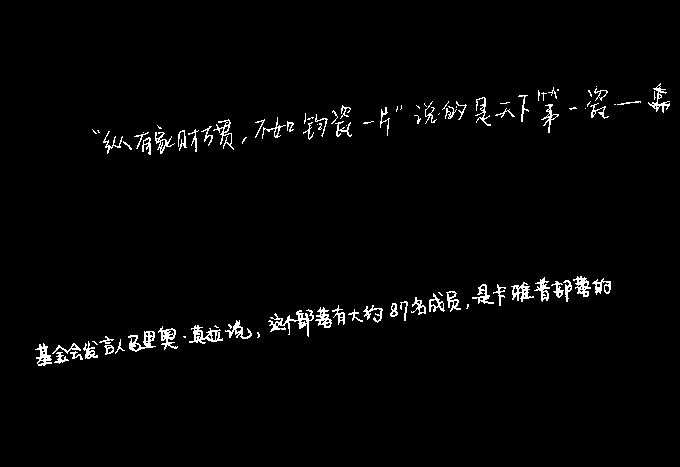 “纵有家财万贯，不如钧瓷一片”说的是天下第一瓷一
基金会发言人马里奥·莫拉说，这个部落有大约87名成员，是卡雅普部落的